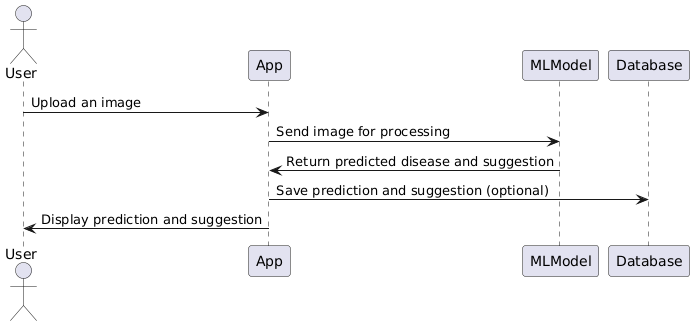 User
App
MLModel
Database
Upload an image
Send image for processing
Return predicted disease and suggestion
Save prediction and suggestion (optional)
Display prediction and suggestion
User
App
MLModel
Database